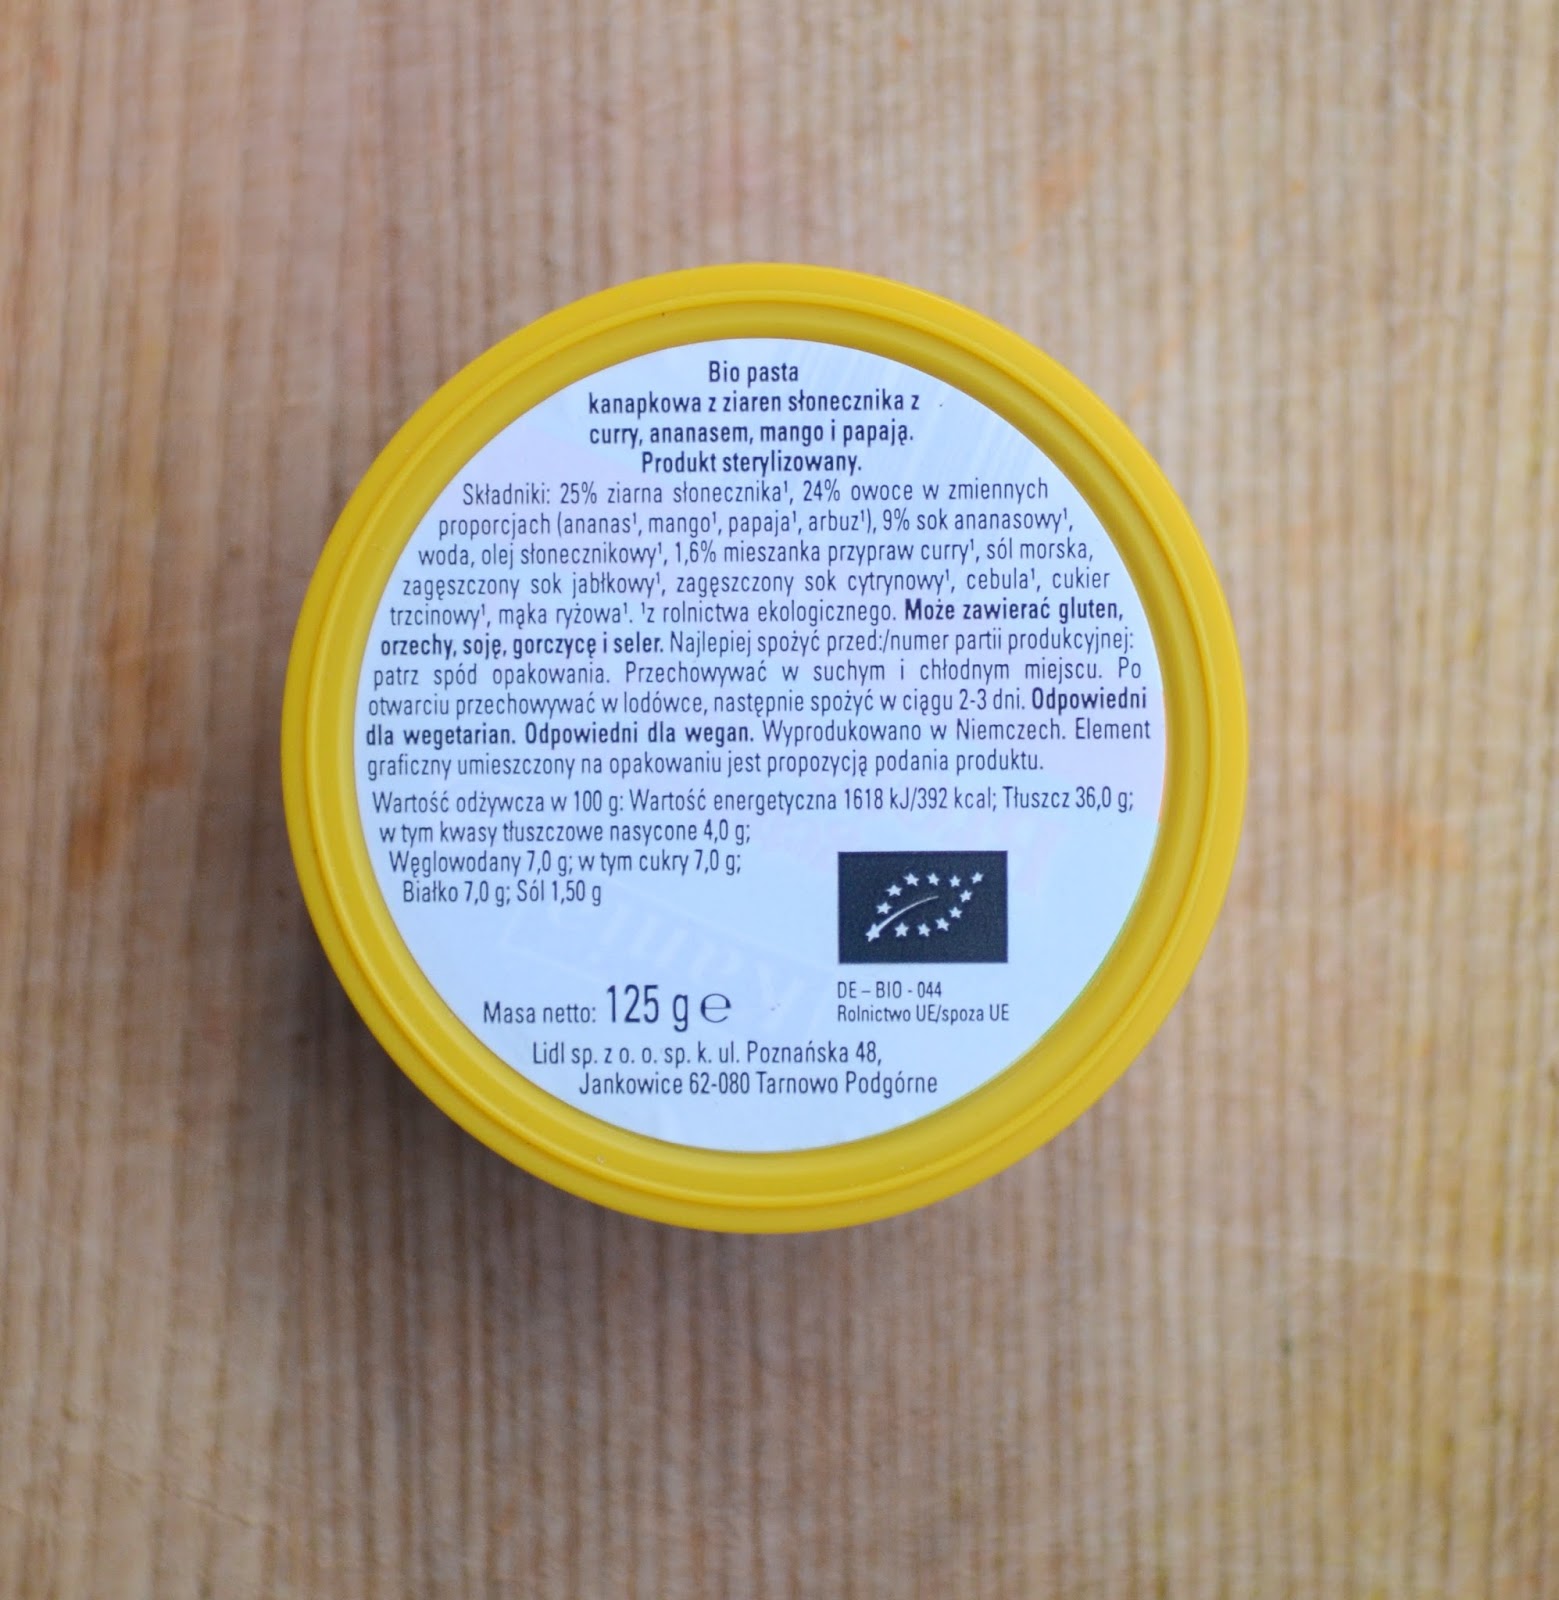 Bio pasta
kanapkowa z ziaren słonecznika z
curry, ananasem, mango i papają.
Produkt sterylizowany.
Składniki: 25% ziarna słonecznika¹, 24% owoce w zmiennych
proporcjach (ananas¹, mango¹, papaja¹, arbuz¹), 9% sok ananasowy¹,
woda, olej słonecznikowy¹, 1,6% mieszanka przypraw curry¹, sól morska,
zagęszczony sok jabłkowy¹, zagęszczony sok cytrynowy¹, cebula¹, cukier
trzcinowy¹, mąka ryżowa¹. ¹z rolnictwa ekologicznego. Może zawierać gluten,
orzechy, soję, gorczycę i seler. Najlepiej spożyć przed:/numer partii produkcyjnej:
patrz spód opakowania. Przechowywać w suchym i chłodnym miejscu. Po
otwarciu przechowywać w lodówce, następnie spożyć w ciągu 2-3 dni. Odpowiedni
dla wegetarian. Odpowiedni dla wegan. Wyprodukowano w Niemczech. Element
graficzny umieszczony na opakowaniu jest propozycją podania produktu.
Wartość odżywcza w 100 g: Wartość energetyczna 1618 kJ/392 kcal; Tłuszcz 36,0 g;
w tym kwasy tłuszczowe nasycone 4,0 g;
Węglowodany 7,0 g; w tym cukry 7,0 g;
Białko 7,0 g; Sól 1,50 g
DE – BIO - 044
Rolnictwo UE/spoza UE
Masa netto: 125 g ℮
Lidl sp. z o. o. sp. k. ul. Poznańska 48,
Jankowice 62-080 Tarnowo Podgórne